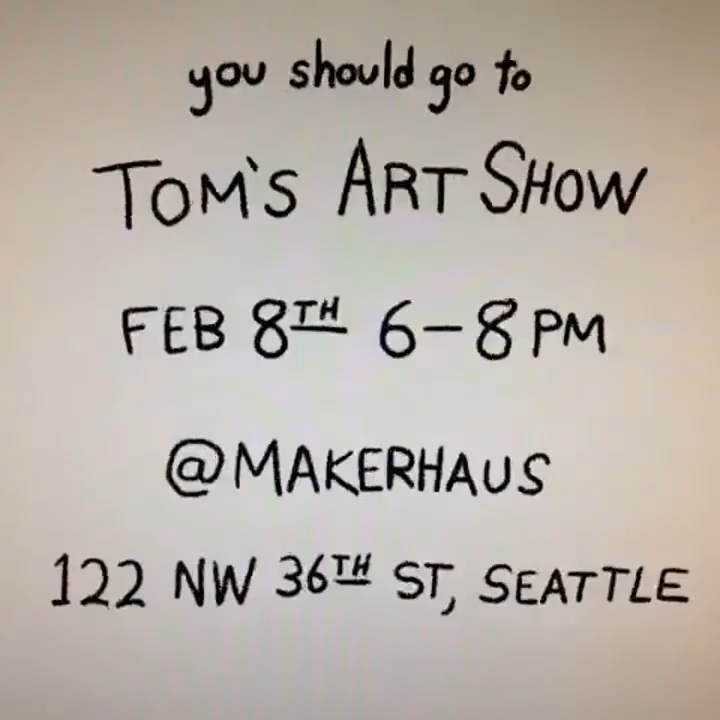 you should go to
TOM'S ART SHOW
FEB 8TH 6-8 PM
@MAKERHAUS
122 NW 36TH ST, SEATTLE